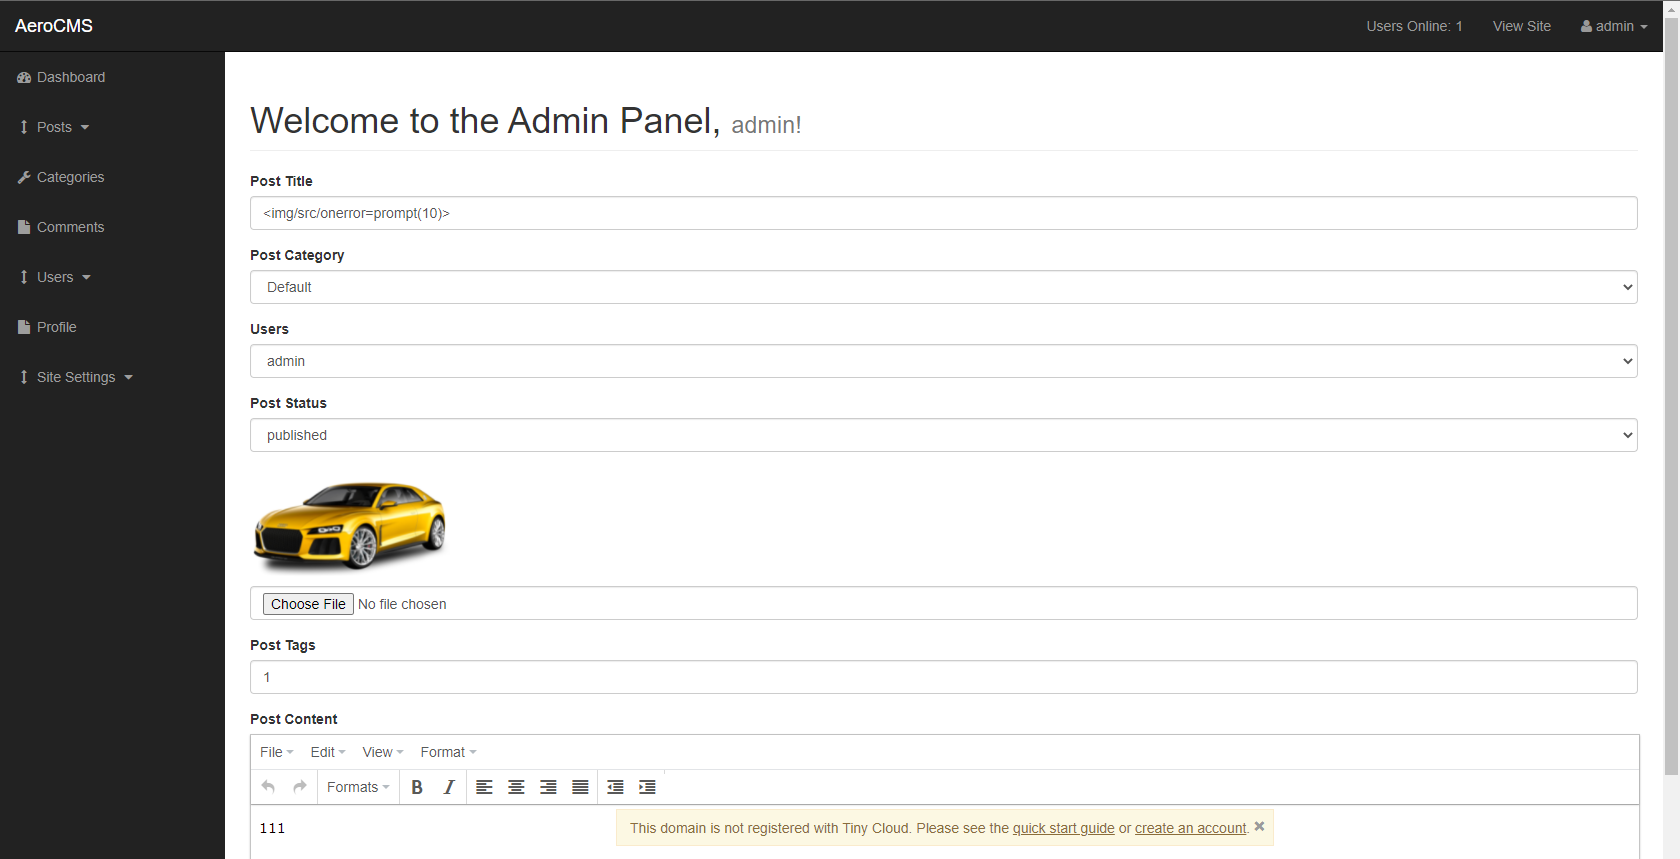 AeroCMS
Users Online: 1
View Site
admin
Dashboard
Posts
Categories
Comments
Users
Profile
Site Settings
Welcome to the Admin Panel, admin!
Post Title
<img/src/onerror=prompt(10)>
Post Category
Default
Users
admin
Post Status
published
Choose File No file chosen
Post Tags
1
Post Content
File Edit View Format
Formats B I
111
This domain is not registered with Tiny Cloud. Please see the quick start guide or create an account.